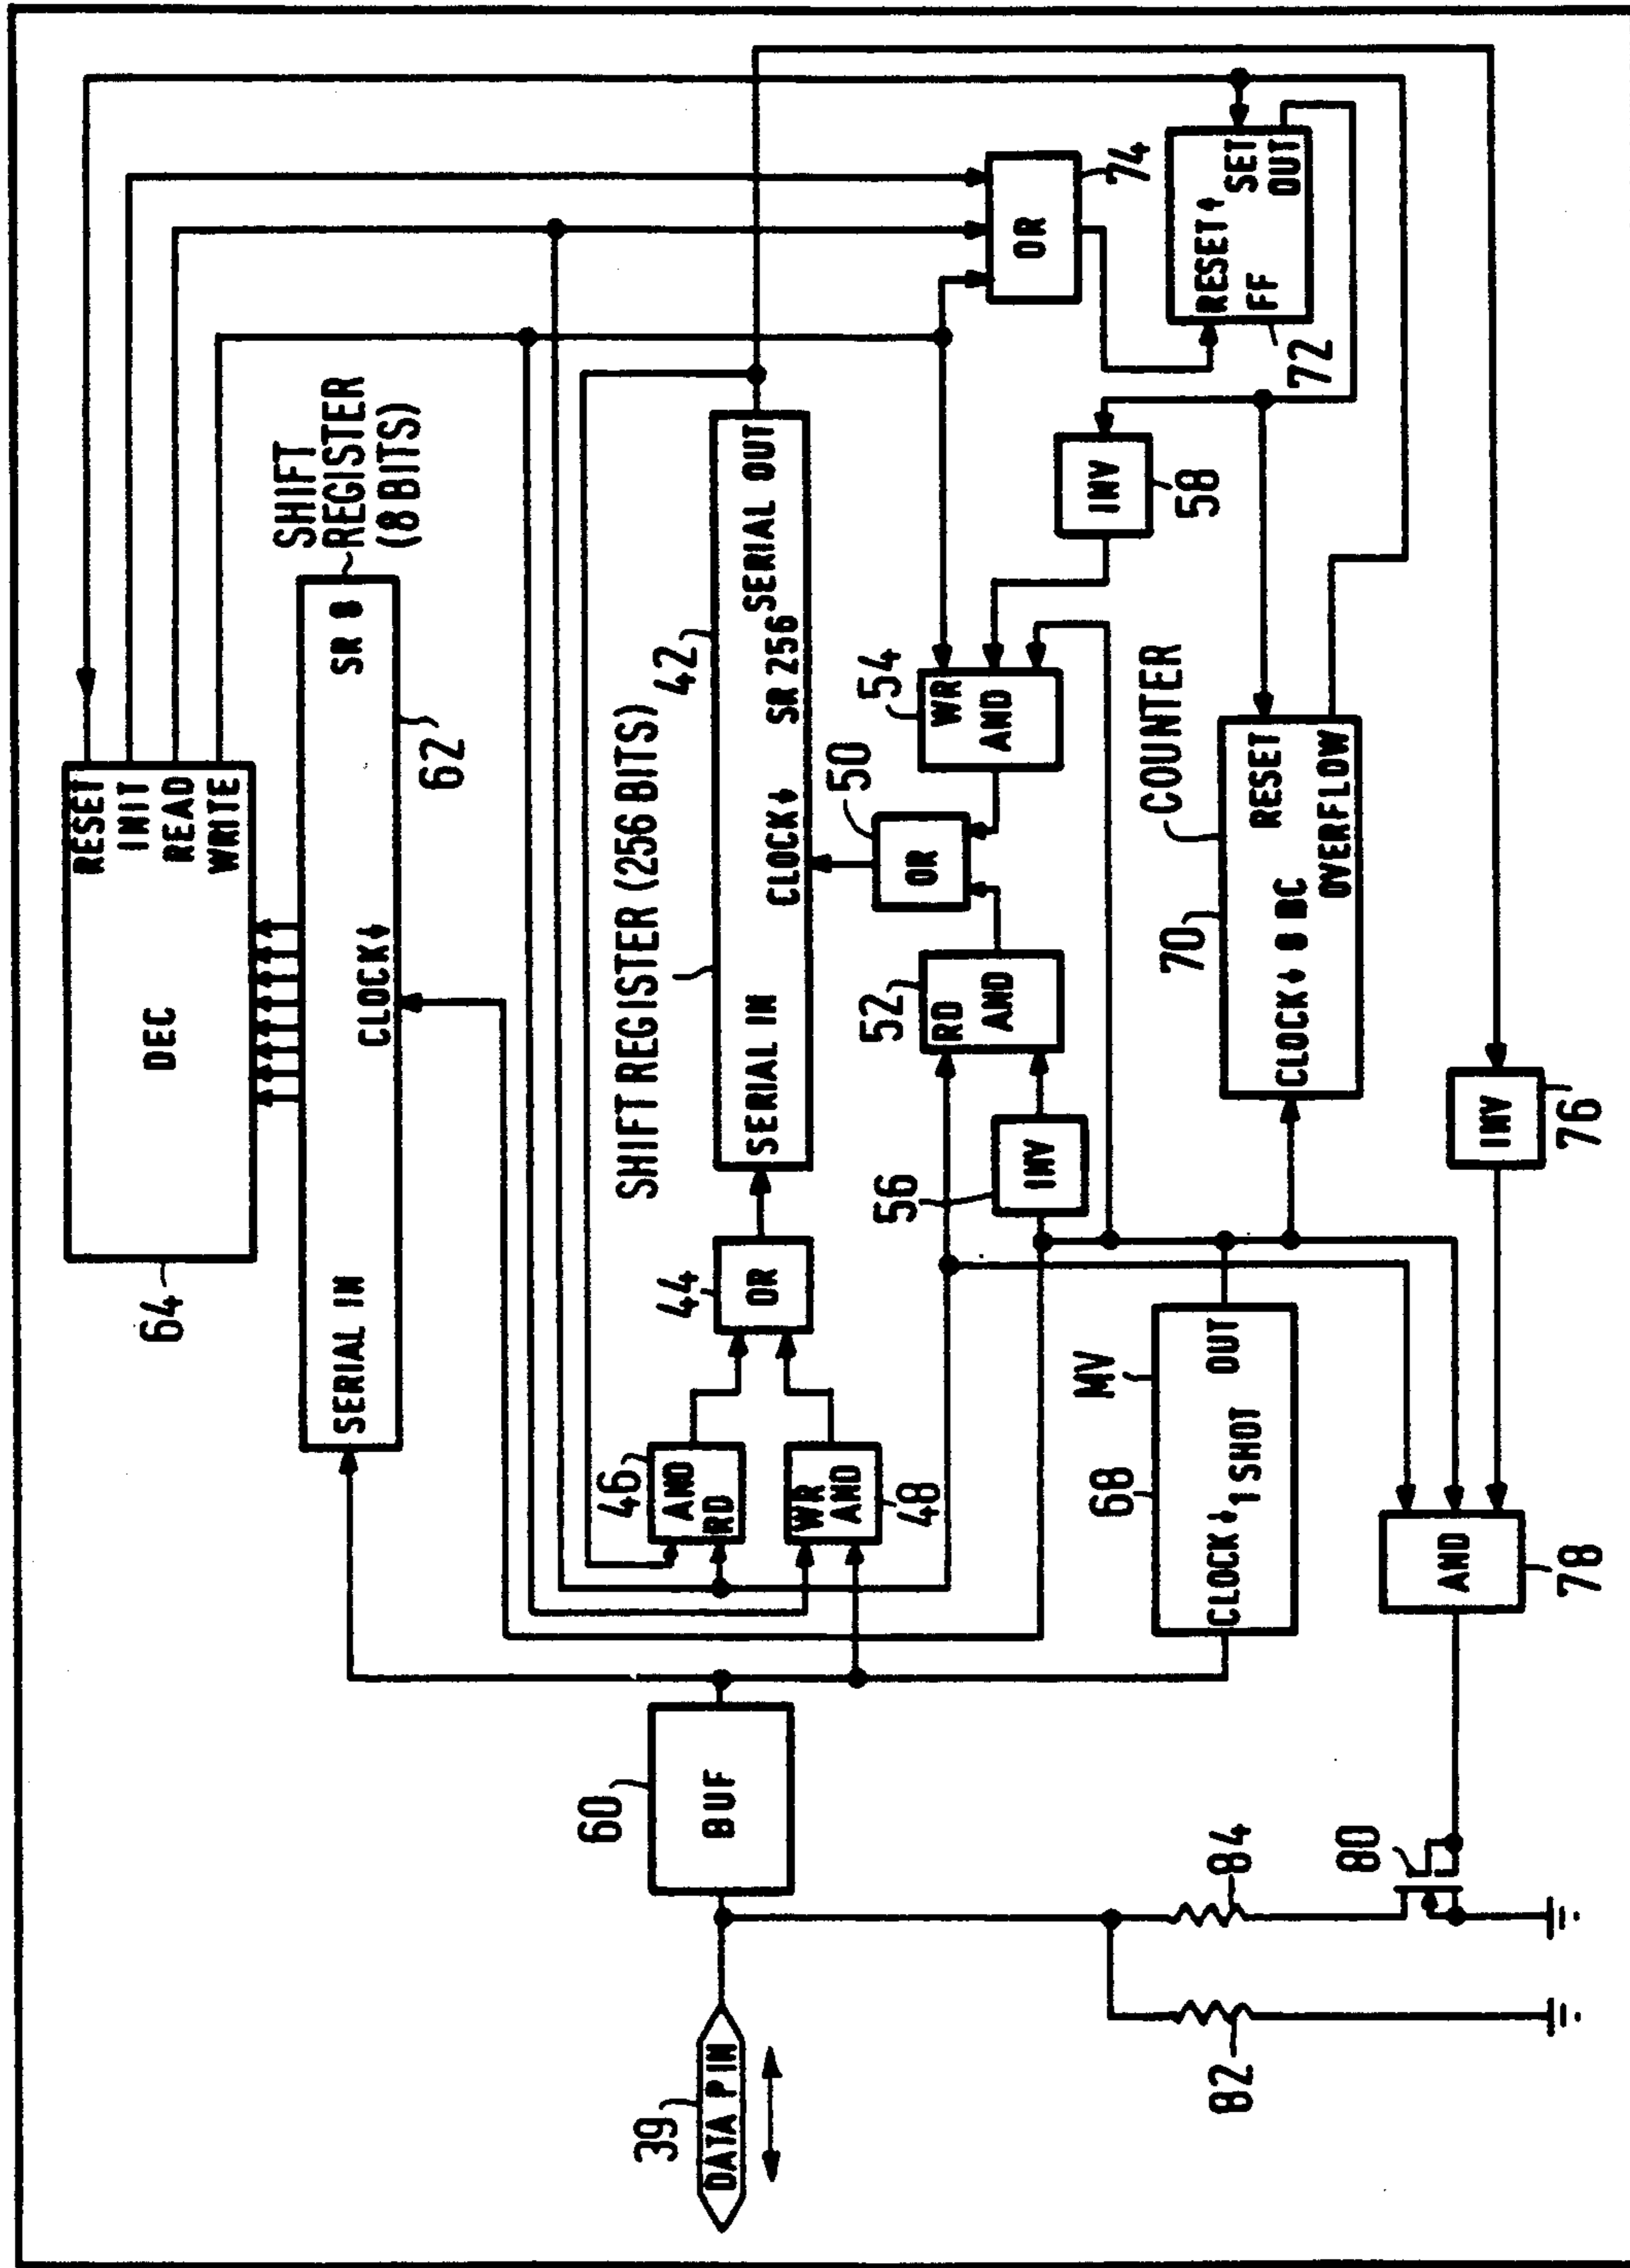 DEC
RESET
INIT
READ
WRITE
64
SERIAL IN
CLOCK↓
SR 8
SHIFT
REGISTER
(8 BITS)
62
SHIFT REGISTER (256 BITS)
42
SERIAL IN
CLOCK↓
SR 256
SERIAL OUT
44
OR
46
AND
RD
WR
AND
48
50
OR
52
RD
AND
54
WR
AND
56
INV
INV
58
OR
74
RESET↑
SET
FF
OUT
72
60
BUF
39
DATA PIN
MV
68
CLOCK↓
1 SHOT
OUT
COUNTER
70
CLOCK↓ 8 BC
RESET
OVERFLOW
INV
76
AND
78
80
84
82